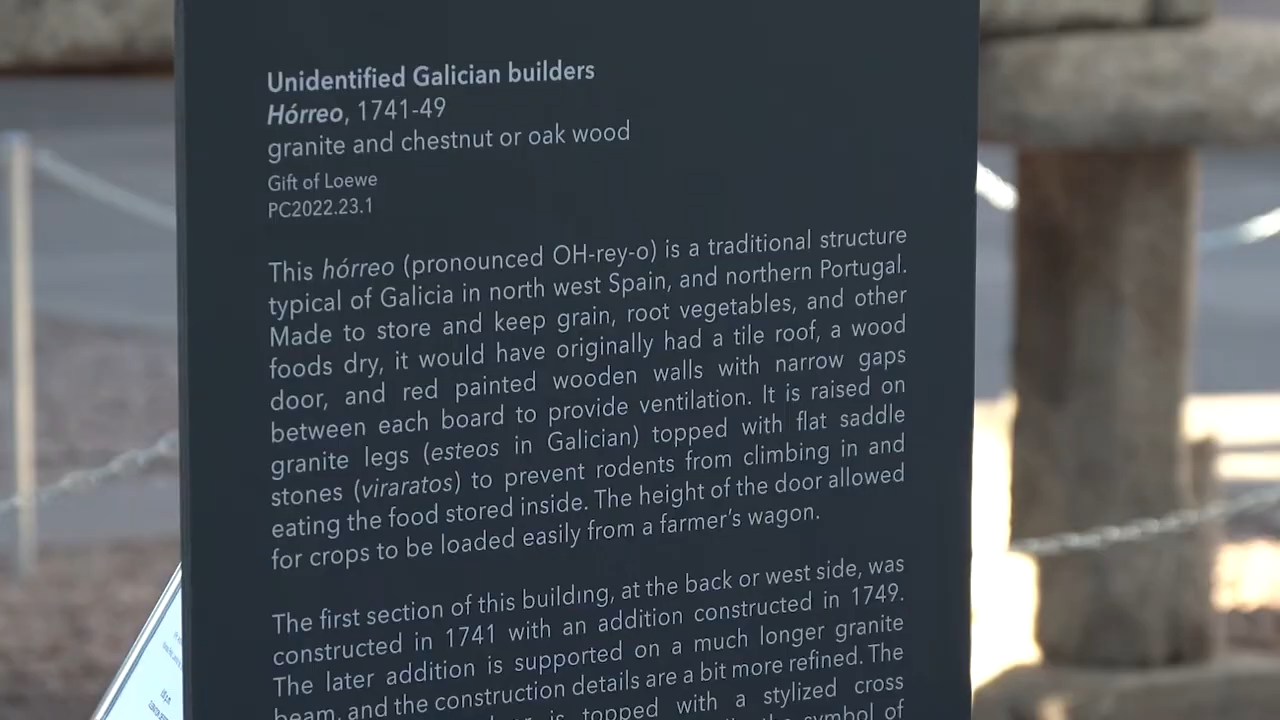 Unidentified Galician builders
Hórreo, 1741-49
granite and chestnut or oak wood
Gift of Loewe
PC2022.23.1
This hórreo (pronounced OH-rey-o) is a traditional structure
typical of Galicia in north west Spain, and northern Portugal.
Made to store and keep grain, root vegetables, and other
foods dry, it would have originally had a tile roof, a wood
door, and red painted wooden walls with narrow gaps
between each board to provide ventilation. It is raised on
granite legs (esteos in Galician) topped with flat saddle
stones (viraratos) to prevent rodents from climbing in and
eating the food stored inside. The height of the door allowed
for crops to be loaded easily from a farmer's wagon.
The first section of this building, at the back or west side, was
constructed in 1741 with an addition constructed in 1749.
The later addition is supported on a much longer granite
beam, and the construction details are a bit more refined. The
is topped with a stylized cross
the symbol of